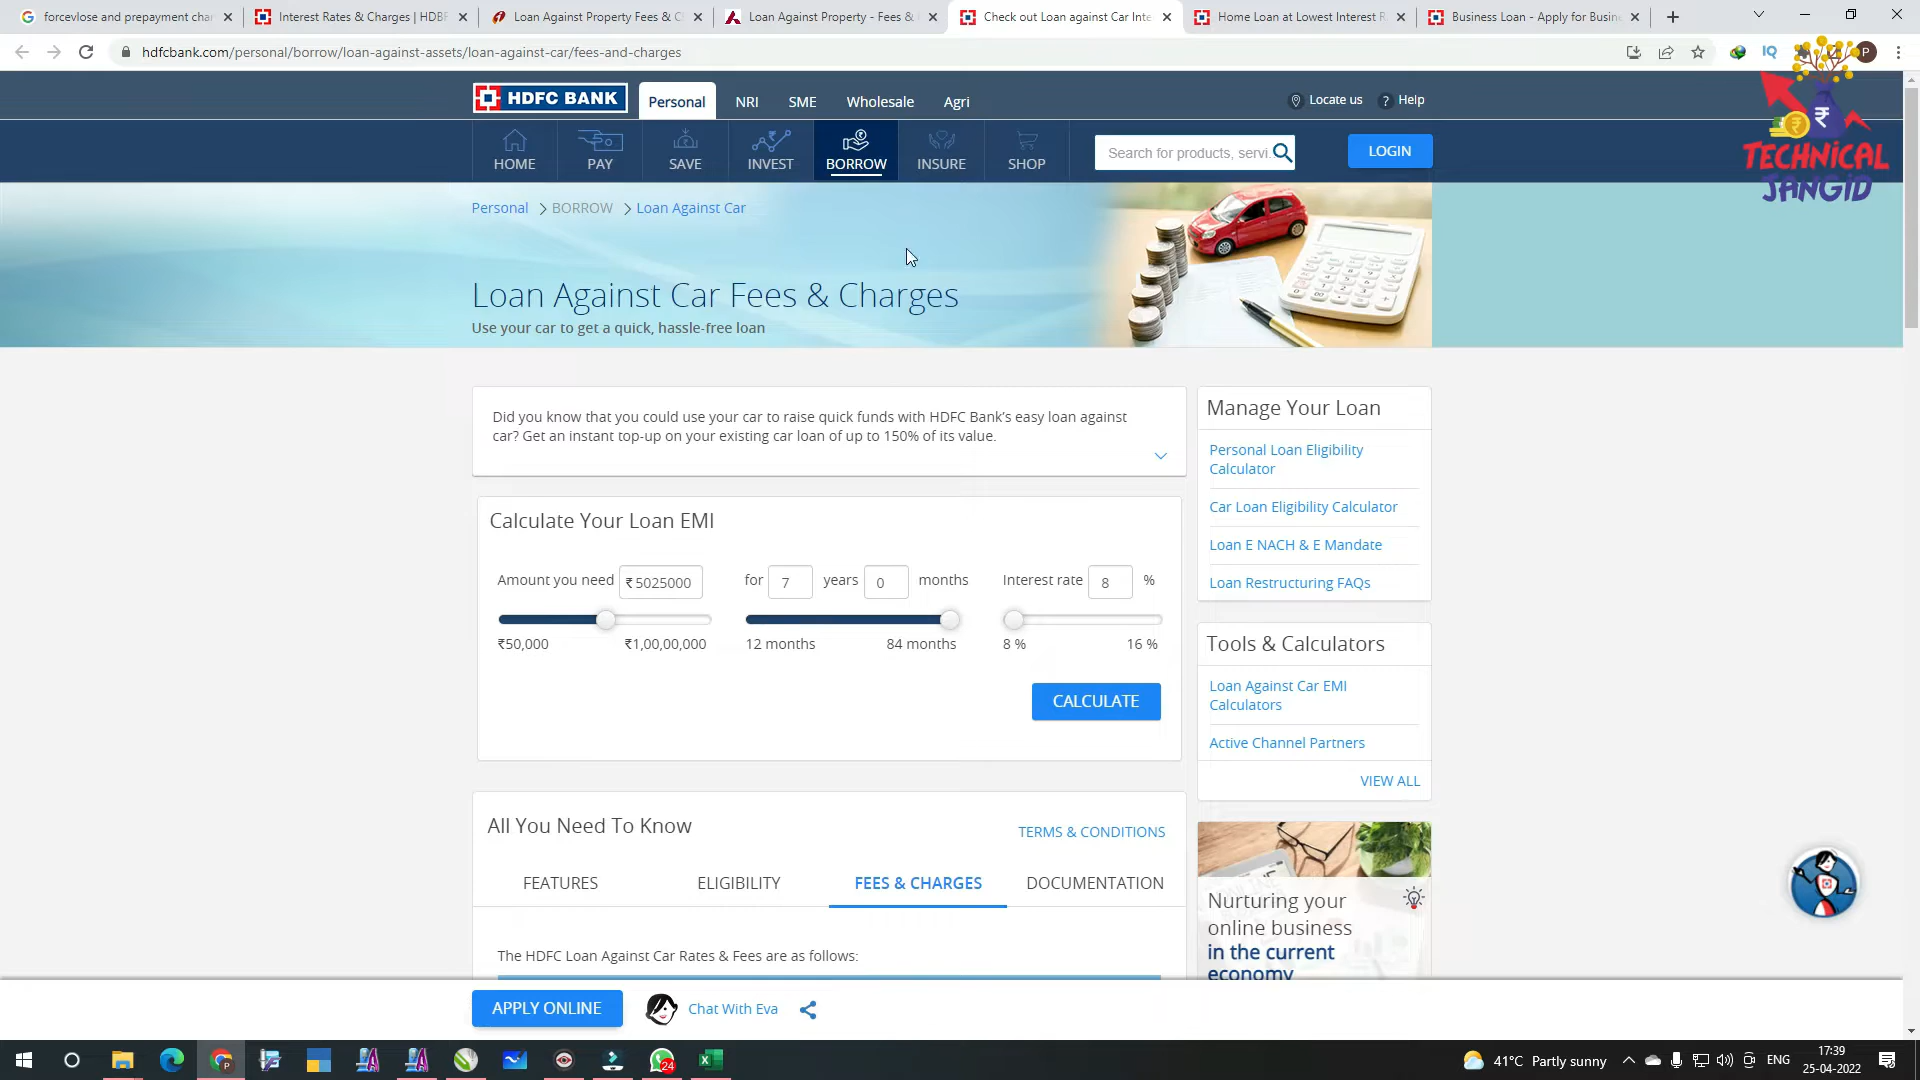 forcevlose and prepayment cha
Interest Rates & Charges | HDBF
Loan Against Property Fees & C
Loan Against Property - Fees &
Check out Loan against Car Inte
Home Loan at Lowest Interest R
Business Loan - Apply for Busin
hdfcbank.com/personal/borrow/loan-against-assets/loan-against-car/fees-and-charges
IQ
P
HDFC BANK
Personal
NRI
SME
Wholesale
Agri
Locate us
? Help
HOME
PAY
SAVE
INVEST
BORROW
INSURE
SHOP
Search for products, servi.
LOGIN
₹
TECHNICAL
JANGID
Personal
BORROW
Loan Against Car
Loan Against Car Fees & Charges
Use your car to get a quick, hassle-free loan
Did you know that you could use your car to raise quick funds with HDFC Bank's easy loan against
car? Get an instant top-up on your existing car loan of up to 150% of its value.
Calculate Your Loan EMI
Amount you need ₹ 5025000
for 7 years 0 months
Interest rate 8 %
₹50,000 ₹1,00,00,000
12 months 84 months
8 % 16 %
CALCULATE
Manage Your Loan
Personal Loan Eligibility
Calculator
Car Loan Eligibility Calculator
Loan E NACH & E Mandate
Loan Restructuring FAQs
Tools & Calculators
Loan Against Car EMI
Calculators
Active Channel Partners
VIEW ALL
All You Need To Know
TERMS & CONDITIONS
FEATURES
ELIGIBILITY
FEES & CHARGES
DOCUMENTATION
The HDFC Loan Against Car Rates & Fees are as follows:
Nurturing your
online business
in the current
economy
APPLY ONLINE
Chat With Eva
24
41°C Partly sunny
ENG
17:39
25-04-2022